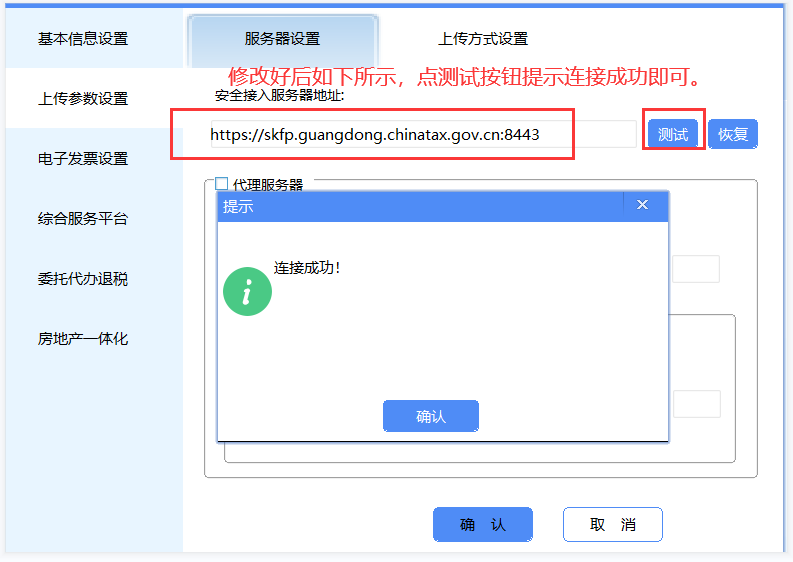 基本信息设置
服务器设置
上传方式设置
修改好后如下所示，点测试按钮提示连接成功即可。
上传参数设置
安全接入服务器地址:
https://skfp.guangdong.chinatax.gov.cn:8443
测试
恢复
电子发票设置
代理服务器
提示
综合服务平台
连接成功!
委托代办退税
房地产一体化
确认
确 认
取 消